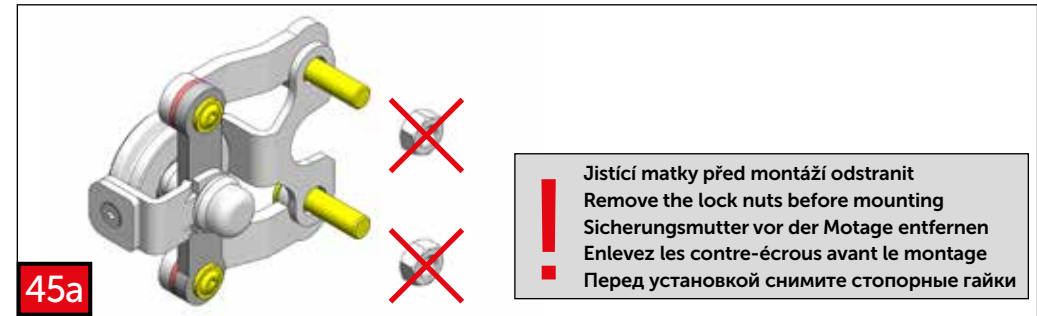 Jistící matky před montáží odstranit
Remove the lock nuts before mounting
Sicherungsmutter vor der Motage entfernen
Enlevez les contre-écrous avant le montage
Перед установкой снимите стопорные гайки
!
45a